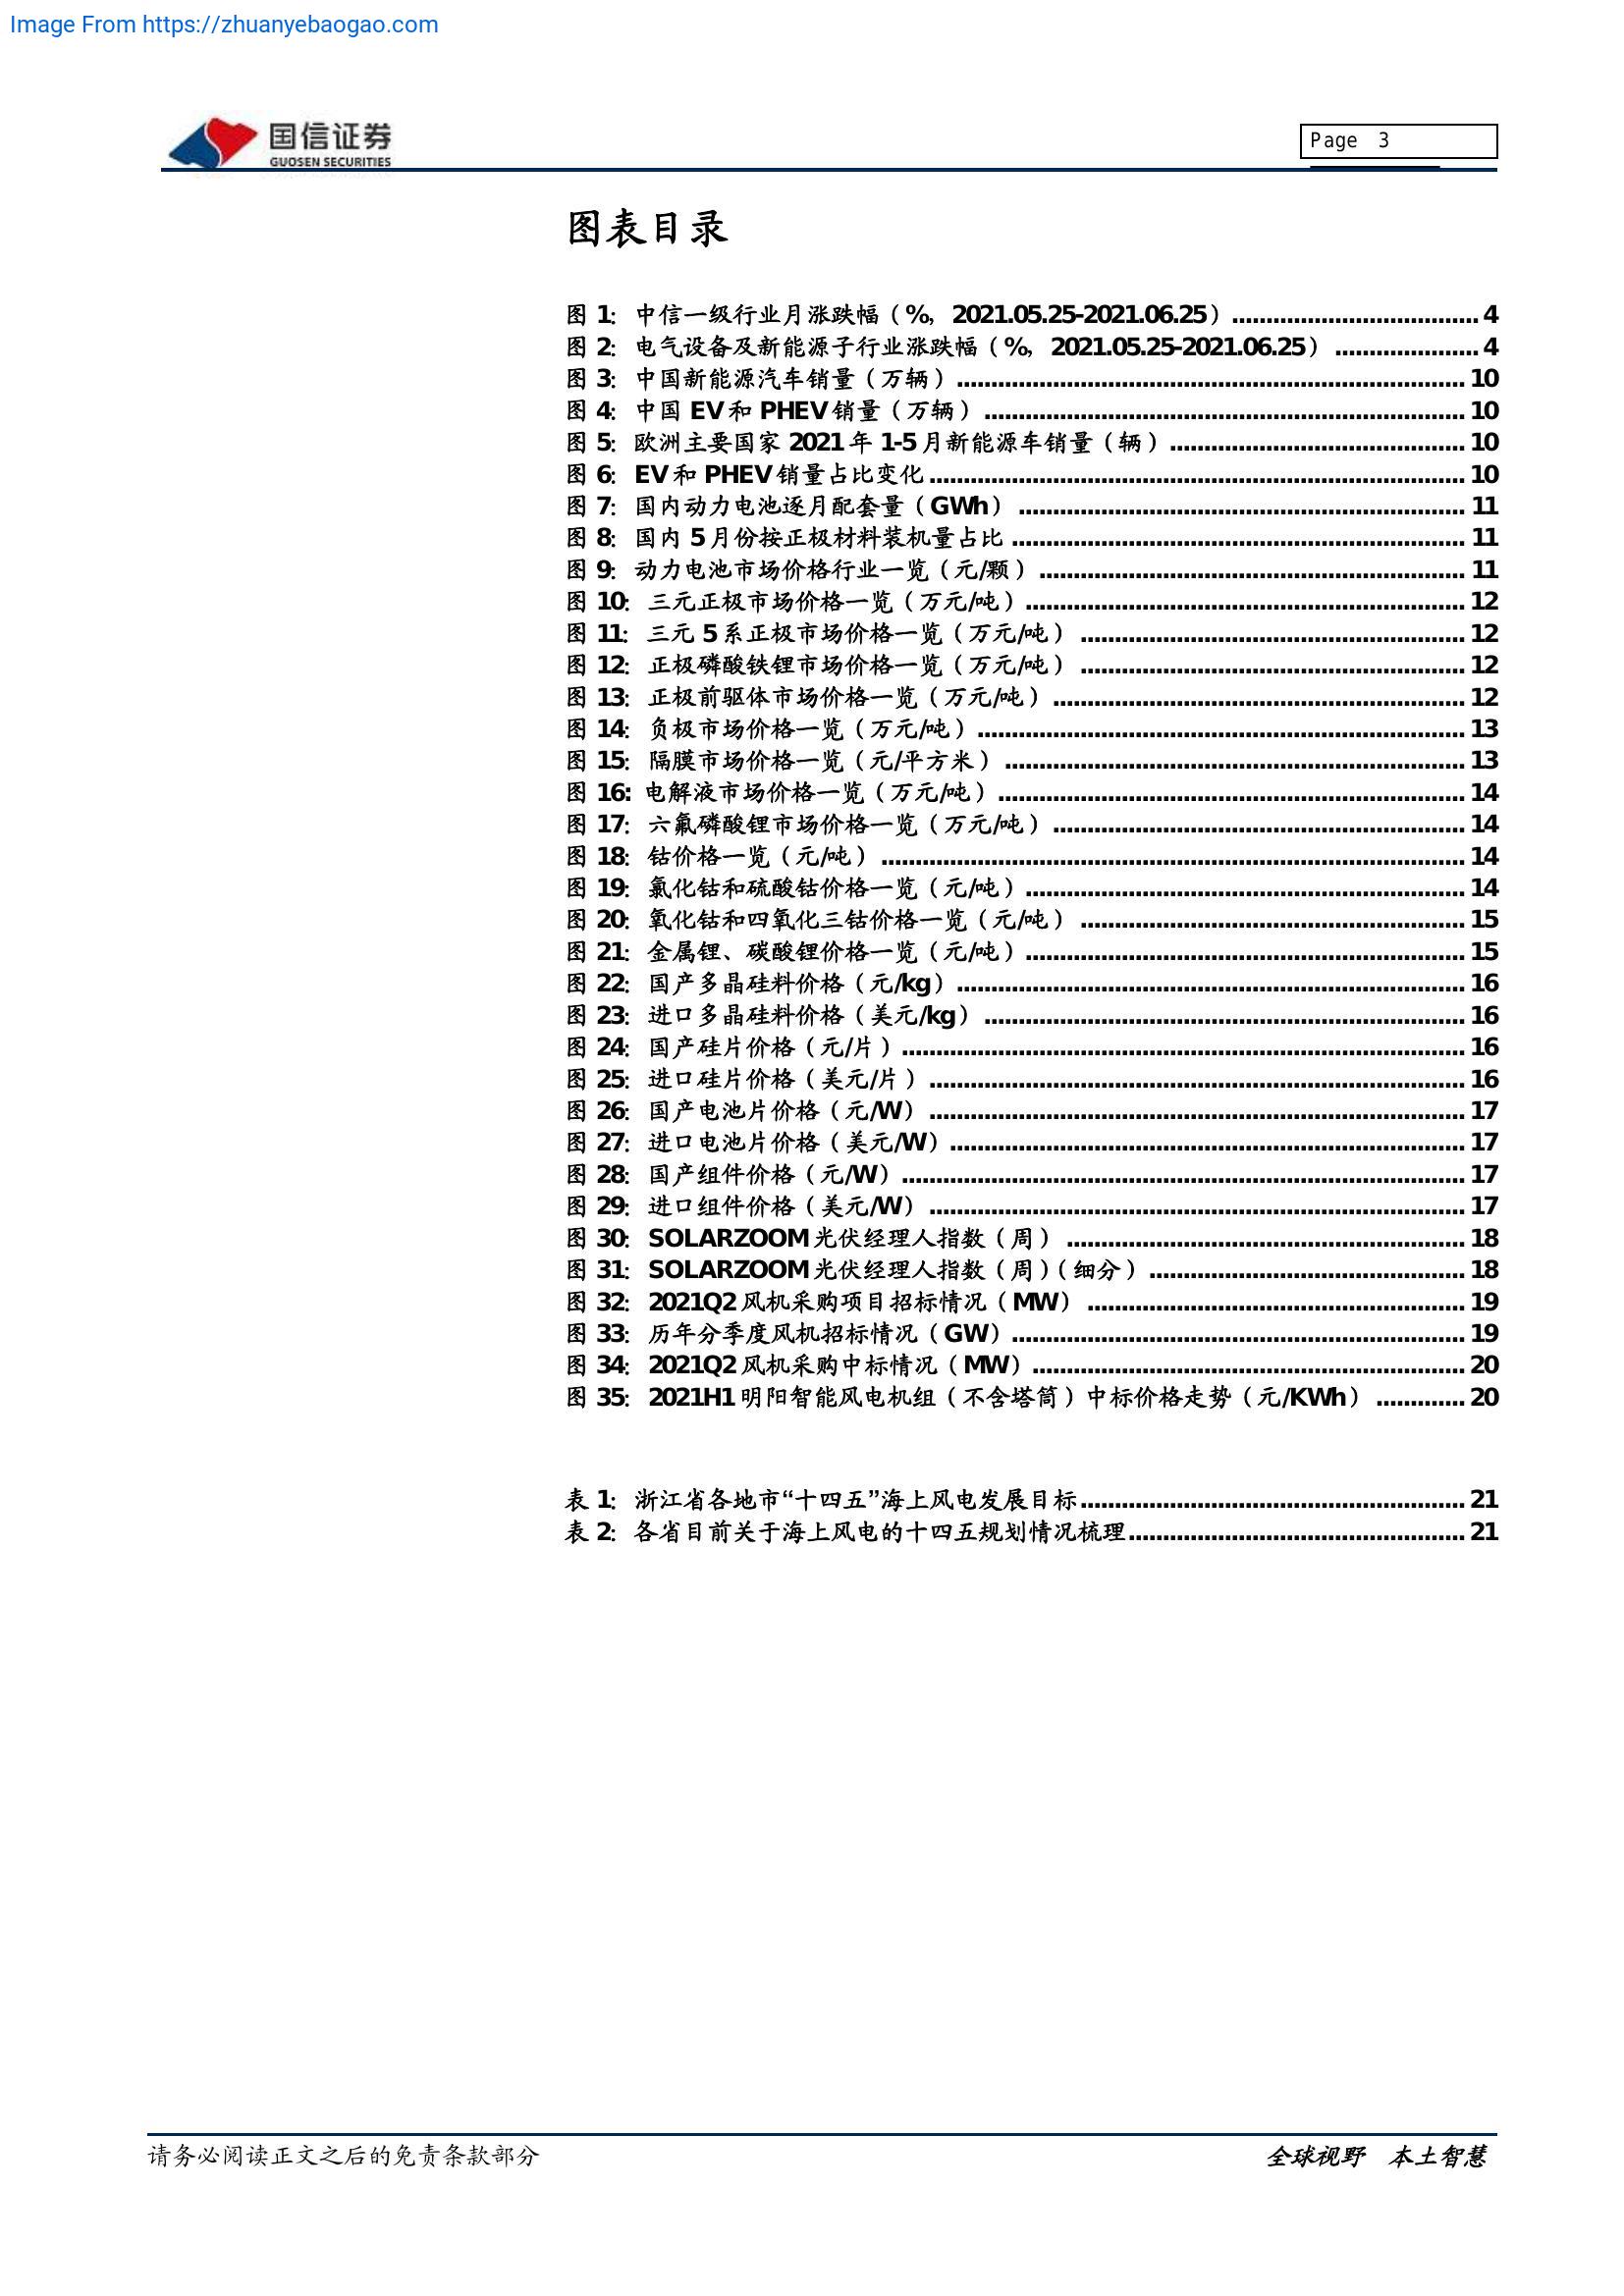 Image From https://zhuanyebaogao.com
国信证券
GUOSEN SECURITIES
Page 3
图表目录
图 1: 中信一级行业月涨跌幅（%，2021.05.25-2021.06.25）.................................... 4
图 2: 电气设备及新能源子行业涨跌幅（%，2021.05.25-2021.06.25）..................... 4
图 3: 中国新能源汽车销量（万辆）.......................................................................... 10
图 4: 中国 EV 和 PHEV 销量（万辆）...................................................................... 10
图 5: 欧洲主要国家 2021 年 1-5 月新能源车销量（辆）........................................... 10
图 6: EV 和 PHEV 销量占比变化.............................................................................. 10
图 7: 国内动力电池逐月配套量（GWh）................................................................. 11
图 8: 国内 5 月份按正极材料装机量占比.................................................................. 11
图 9: 动力电池市场价格行业一览（元/颗）.............................................................. 11
图 10: 三元正极市场价格一览（万元/吨）................................................................ 12
图 11: 三元 5 系正极市场价格一览（万元/吨）........................................................ 12
图 12: 正极磷酸铁锂市场价格一览（万元/吨）........................................................ 12
图 13: 正极前驱体市场价格一览（万元/吨）............................................................ 12
图 14: 负极市场价格一览（万元/吨）....................................................................... 13
图 15: 隔膜市场价格一览（元/平方米）................................................................... 13
图 16: 电解液市场价格一览（万元/吨）.................................................................... 14
图 17: 六氟磷酸锂市场价格一览（万元/吨）............................................................ 14
图 18: 钴价格一览（元/吨）..................................................................................... 14
图 19: 氯化钴和硫酸钴价格一览（元/吨）................................................................ 14
图 20: 氧化钴和四氧化三钴价格一览（元/吨）........................................................ 15
图 21: 金属锂、碳酸锂价格一览（元/吨）................................................................ 15
图 22: 国产多晶硅料价格（元/kg）.......................................................................... 16
图 23: 进口多晶硅料价格（美元/kg）...................................................................... 16
图 24: 国产硅片价格（元/片）.................................................................................. 16
图 25: 进口硅片价格（美元/片）.............................................................................. 16
图 26: 国产电池片价格（元/W）.............................................................................. 17
图 27: 进口电池片价格（美元/W）........................................................................... 17
图 28: 国产组件价格（元/W）.................................................................................. 17
图 29: 进口组件价格（美元/W）.............................................................................. 17
图 30: SOLARZOOM 光伏经理人指数（周）.......................................................... 18
图 31: SOLARZOOM 光伏经理人指数（周）（细分）.............................................. 18
图 32: 2021Q2 风机采购项目招标情况（MW）....................................................... 19
图 33: 历年分季度风机招标情况（GW）.................................................................. 19
图 34: 2021Q2 风机采购中标情况（MW）............................................................... 20
图 35: 2021H1 明阳智能风电机组（不含塔筒）中标价格走势（元/KWh）............. 20
表 1: 浙江省各地市“十四五”海上风电发展目标........................................................ 21
表 2: 各省目前关于海上风电的十四五规划情况梳理................................................. 21
请务必阅读正文之后的免责条款部分
全球视野 本土智慧